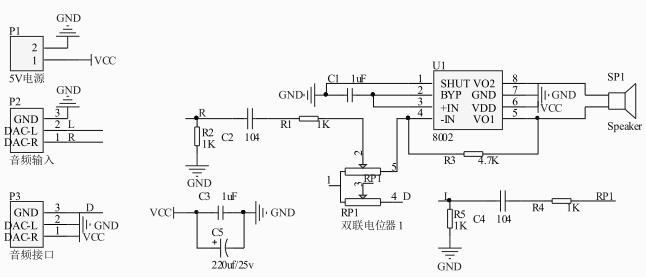 P1
GND
2
1
VCC
5V电源
P2
GND
GND 3
DAC-L 2 L
DAC-R 1 R
音频输入
P3
GND 3 D
DAC-L 2 GND
DAC-R 1 VCC
音频接口
R
R2
1K
GND
C2
104
R1
1K
C3
1uF
VCC
GND
C5
+
220uf/25v
2
5
RP1
1
3
4 D
RP1
双联电位器1
U1
C1
1uF
GND
1 SHUT VO2 8
2 BYP GND 7 GND
3 +IN VDD 6 VCC
4 -IN VO1 5
8002
R3
4.7K
SP1
Speaker
L
R5
1K
GND
C4
104
R4
1K
RP1